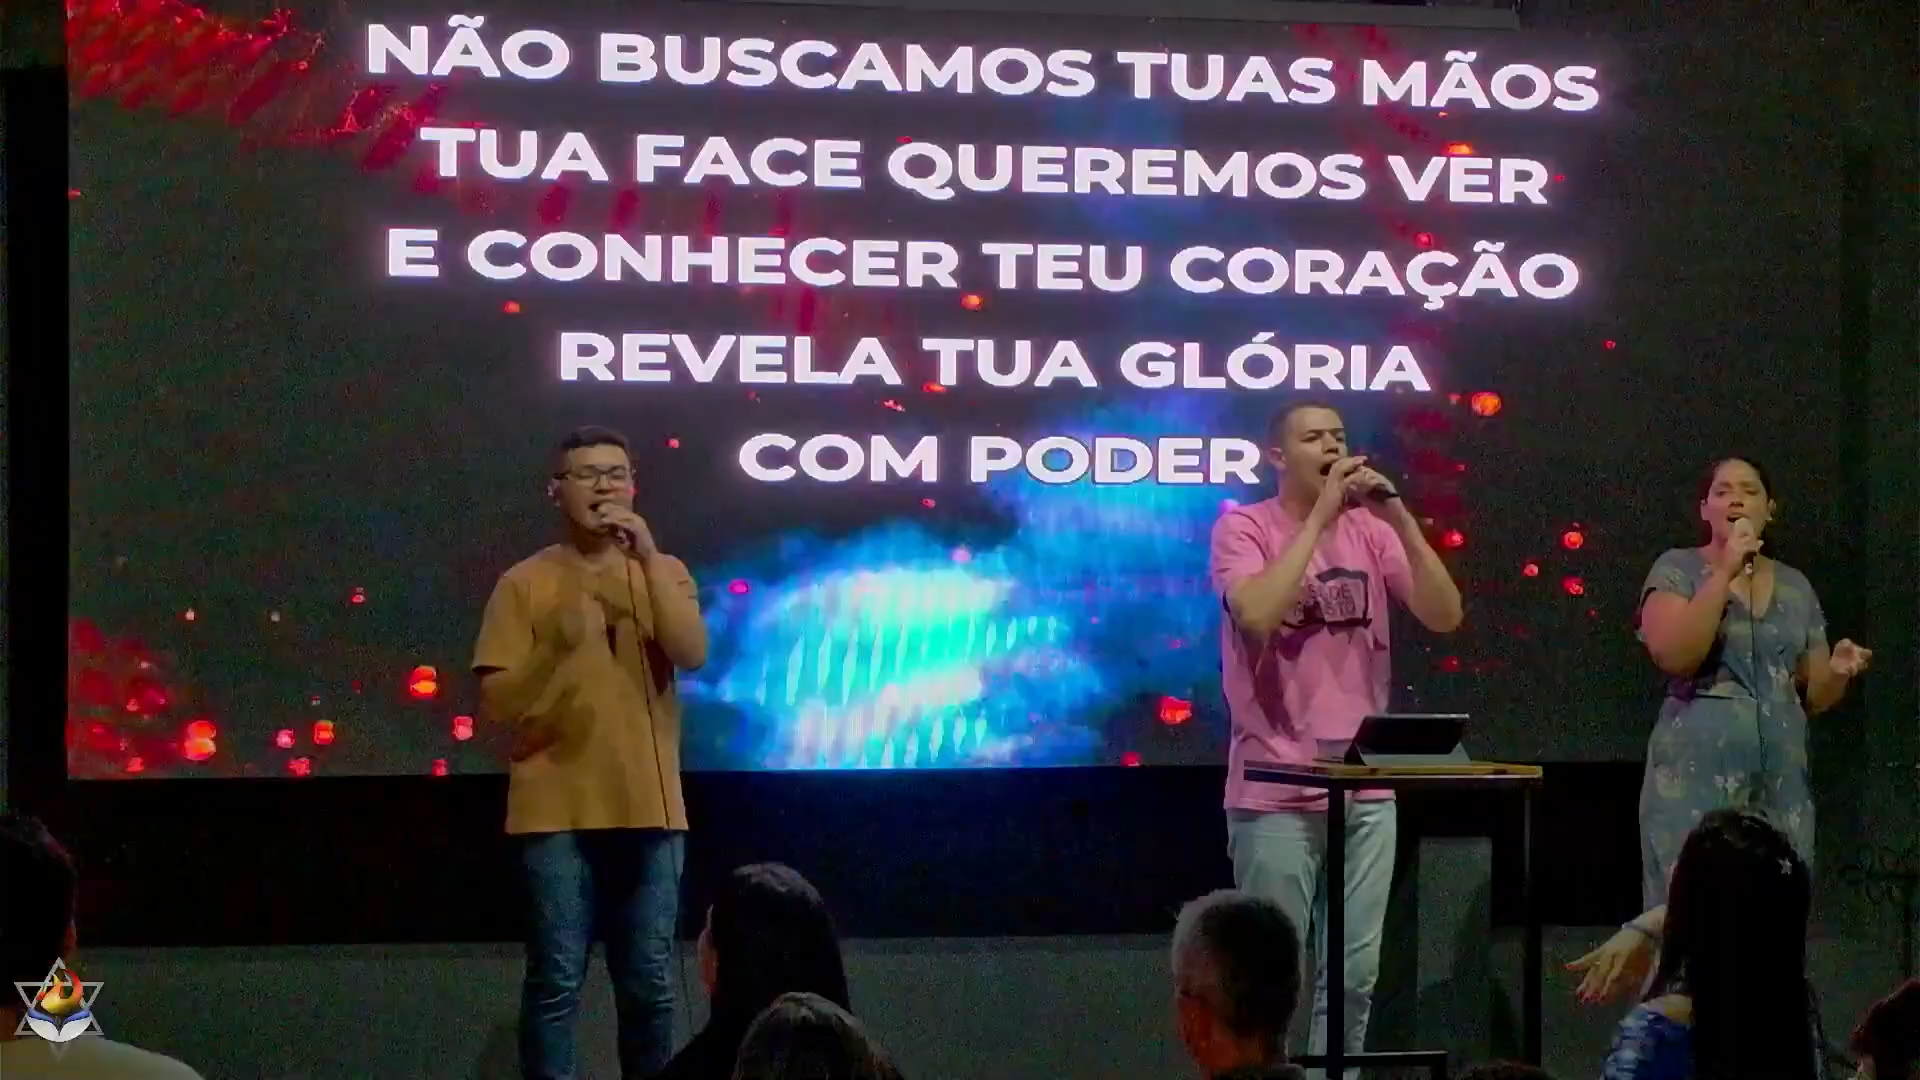 NÃO BUSCAMOS TUAS MÃOS
TUA FACE QUEREMOS VER
E CONHECER TEU CORAÇÃO
REVELA TUA GLÓRIA
COM PODER